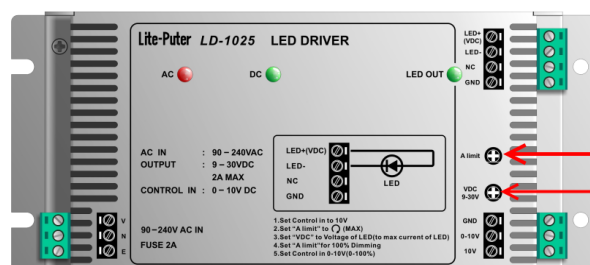 Lite-Puter LD-1025 LED DRIVER
AC
DC
LED OUT
LED+
(VDC)
LED-
NC
GND
AC IN : 90 – 240VAC
OUTPUT : 9 – 30VDC
2A MAX
CONTROL IN : 0 – 10V DC
LED+(VDC)
LED-
NC
GND
LED
A limit
VDC
9-30V
V
N
E
90 – 240V AC IN
FUSE 2A
1.Set Control in to 10V
2.Set "A limit" to (MAX)
3.Set "VDC" to Voltage of LED(to max current of LED)
4.Set "A limit"for 100% Dimming
5.Set Control in 0-10V(0-100%)
GND
0–10V
10V